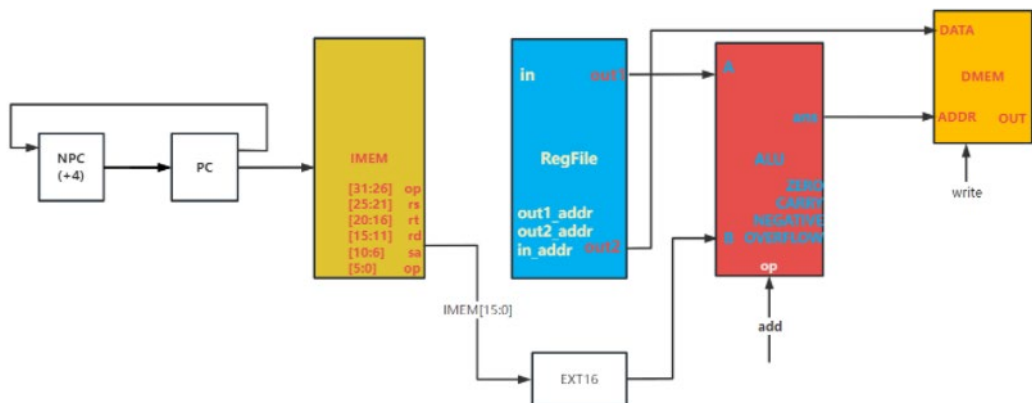 NPC
(+4)
PC
IMEM
[31:26] op
[25:21] rs
[20:16] rt
[15:11] rd
[10:6] sa
[5:0] op
IMEM[15:0]
in
out1
RegFile
out1_addr
out2_addr
in_addr
out2
EXT16
A
ans
ALU
ZERO
CARRY
NEGATIVE
B OVERFLOW
op
add
DATA
DMEM
ADDR OUT
write